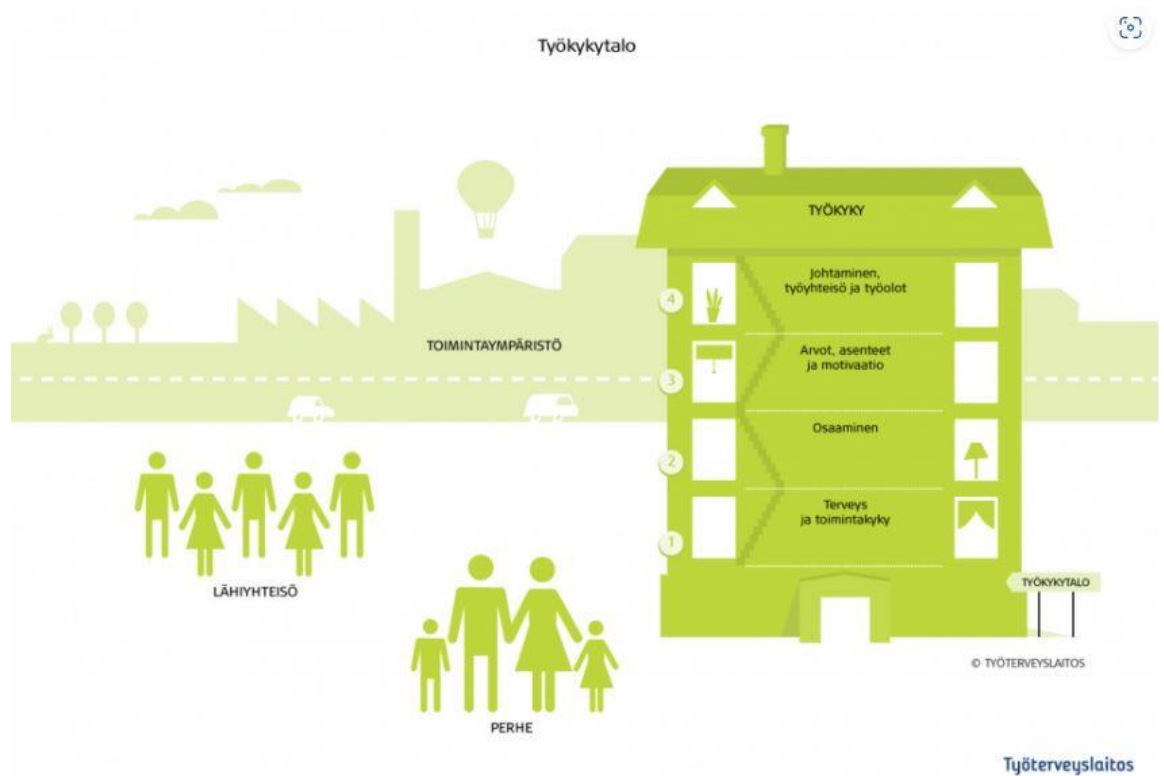 Työkykytalo
TYÖKYKY
Johtaminen,
työyhteisö ja työolot
4
Arvot, asenteet
ja motivaatio
3
Osaaminen
2
Terveys
ja toimintakyky
1
TOIMINTAYMPÄRISTÖ
LÄHIYHTEISÖ
PERHE
TYÖKYKYTALO
© TYÖTERVEYSLAITOS
Työterveyslaitos